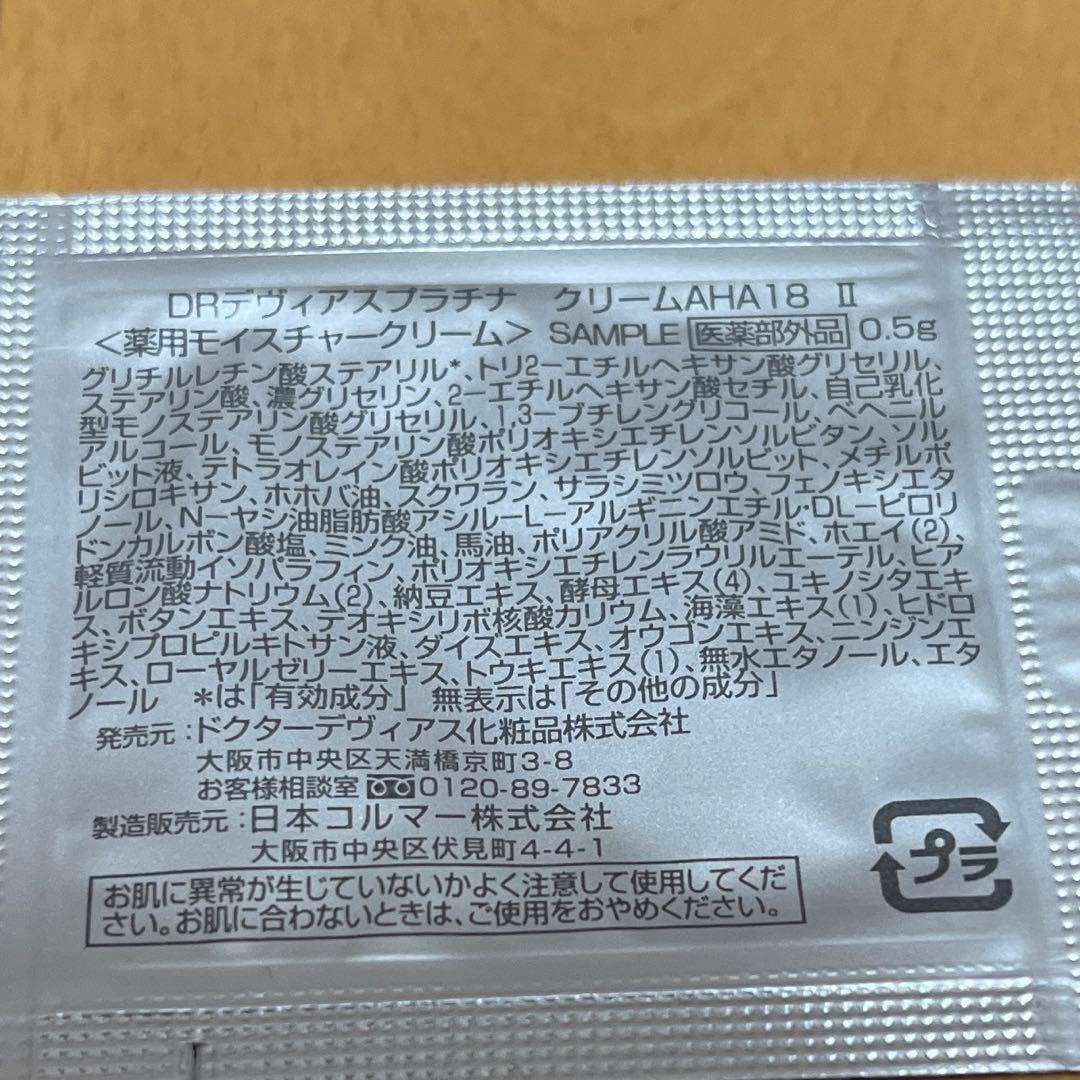 DRデヴィアスプラチナ クリームAHA18 Ⅱ
<薬用モイスチャークリーム> SAMPLE 医薬部外品 0.5g
グリチルレチン酸ステアリル*、トリ2-エチルヘキサン酸グリセリル、
ステアリン酸、濃グリセリン、2-エチルヘキサン酸セチル、自己乳化
型モノステアリン酸グリセリル、1,3-ブチレングリコール、ベヘニル
アルコール、モノステアリン酸ポリオキシエチレンソルビタン、ソル
ビット液、テトラオレイン酸ポリオキシエチレンソルビット、メチルポ
リシロキサン、ホホバ油、スクワラン、サラシミツロウ、フェノキシエタ
ノール、N-ヤシ油脂肪酸アシル-L-アルギニンエチル・DL-ピロリ
ドンカルボン酸塩、ミンク油、馬油、ポリアクリル酸アミド、ホエイ(2)、
軽質流動イソパラフィン、ポリオキシエチレンラウリルエーテル、ヒア
ルロン酸ナトリウム(2)、納豆エキス、酵母エキス(4)、ユキノシタエキ
ス、ボタンエキス、デオキシリボ核酸カリウム、海藻エキス(1)、ヒドロ
キシプロピルキトサン液、ダイズエキス、オウゴンエキス、ニンジンエ
キス、ローヤルゼリーエキス、トウキエキス(1)、無水エタノール、エタ
ノール *は「有効成分」 無表示は「その他の成分」
発売元:ドクターデヴィアス化粧品株式会社
大阪市中央区天満橋京町3-8
お客様相談室 0120-89-7833
製造販売元:日本コルマー株式会社
大阪市中央区伏見町4-4-1
お肌に異常が生じていないかよく注意して使用してくだ
さい。お肌に合わないときは、ご使用をおやめください。
プラ